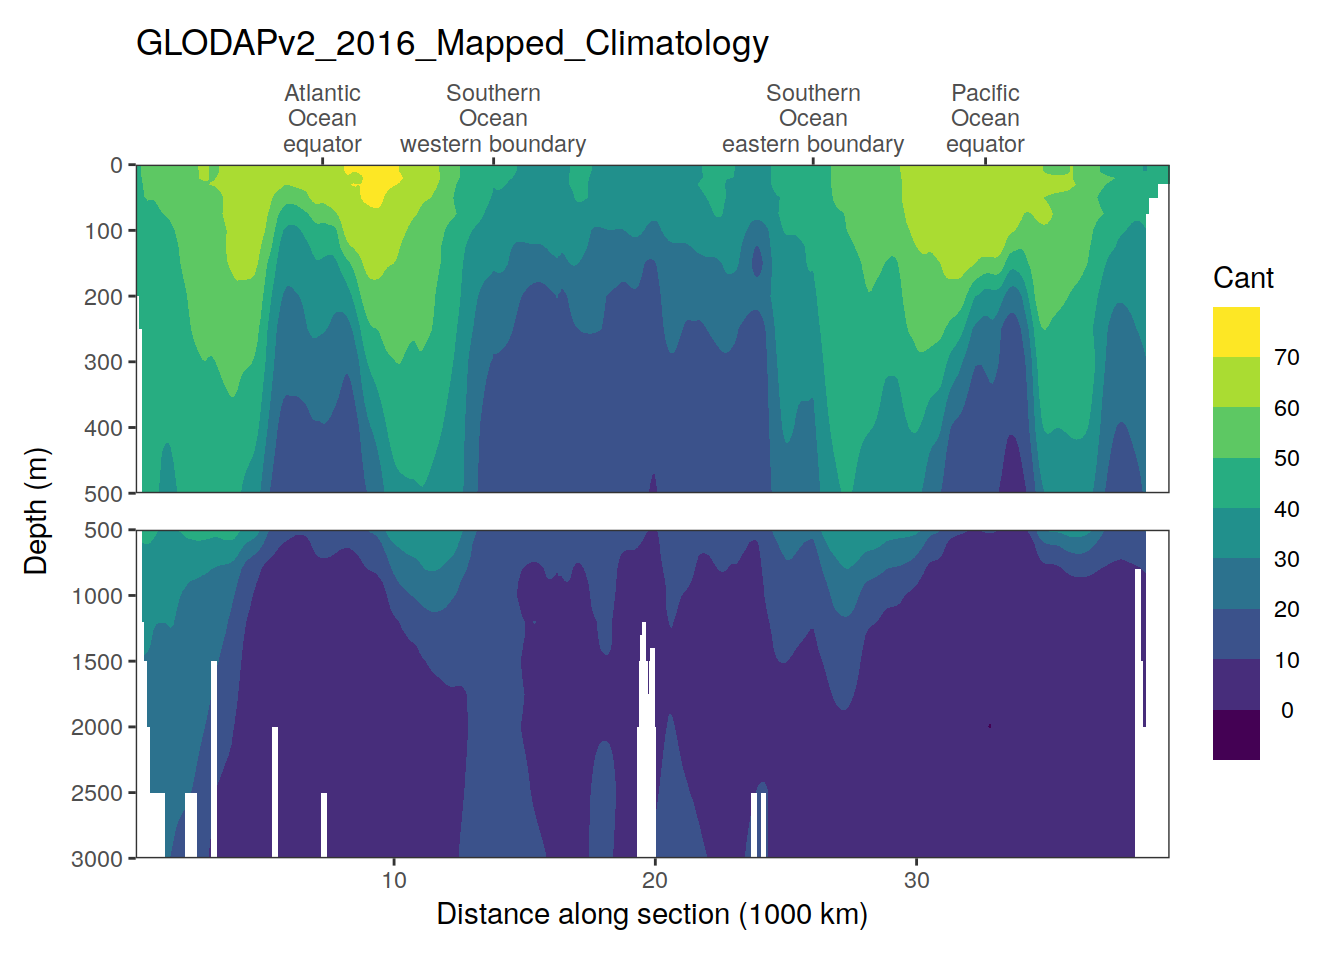 GLODAPv2_2016_Mapped_Climatology
Atlantic
Ocean
equator
Southern
Ocean
western boundary
Southern
Ocean
eastern boundary
Pacific
Ocean
equator
0
100
200
300
400
500
500
1000
1500
2000
2500
3000
Depth (m)
10
20
30
Distance along section (1000 km)
Cant
70
60
50
40
30
20
10
0